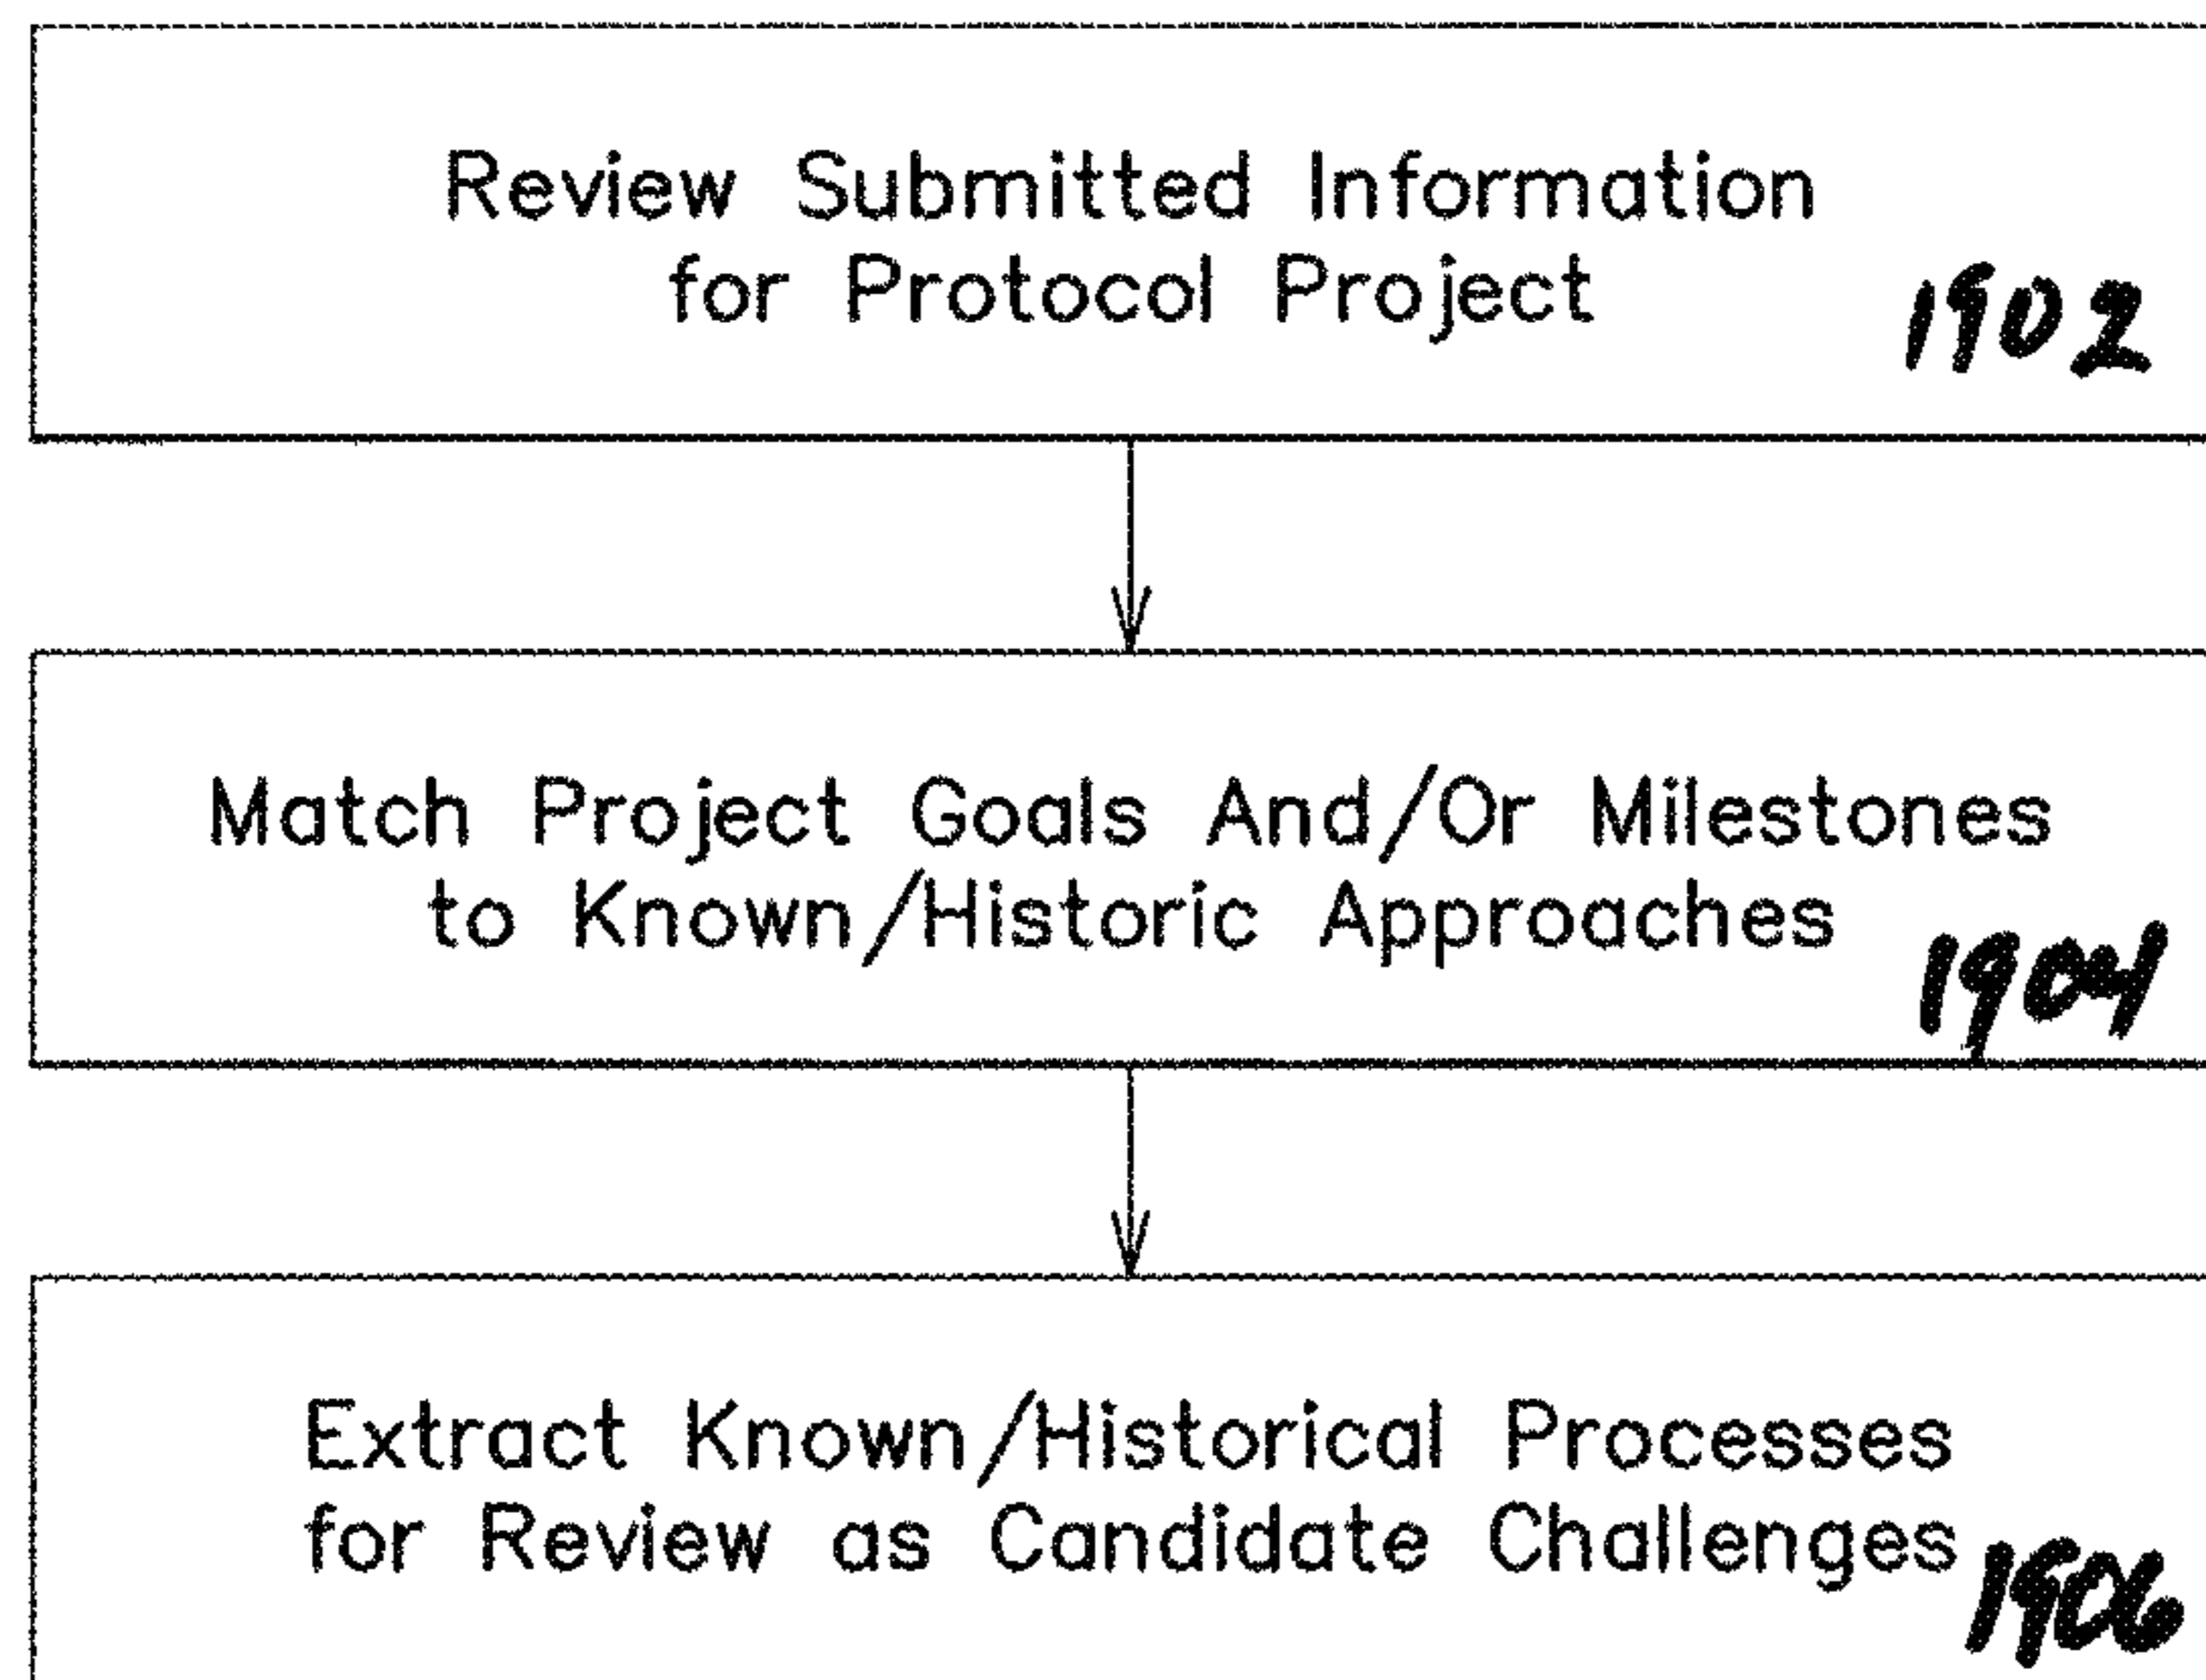 Review Submitted Information
for Protocol Project
1902
Match Project Goals And/Or Milestones
to Known/Historic Approaches
1904
Extract Known/Historical Processes
for Review as Candidate Challenges
1906